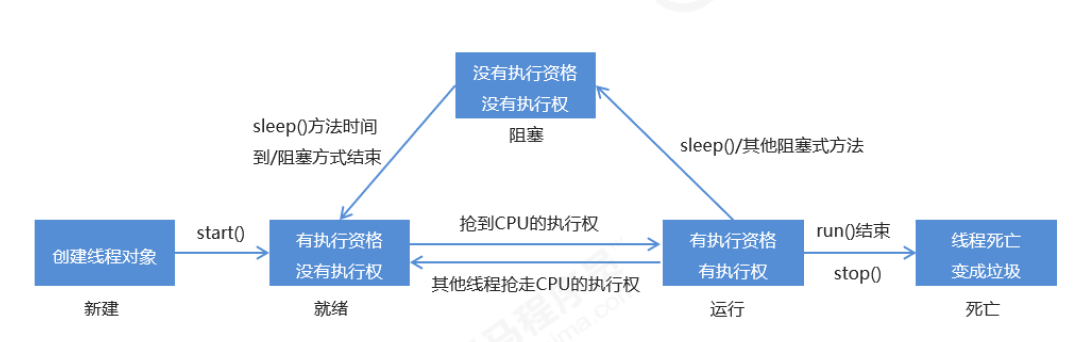 没有执行资格
没有执行权
阻塞
sleep()方法时间
到/阻塞方式结束
sleep()/其他阻塞式方法
创建线程对象
新建
start()
有执行资格
没有执行权
就绪
抢到CPU的执行权
其他线程抢走CPU的执行权
有执行资格
有执行权
运行
run()结束
stop()
线程死亡
变成垃圾
死亡